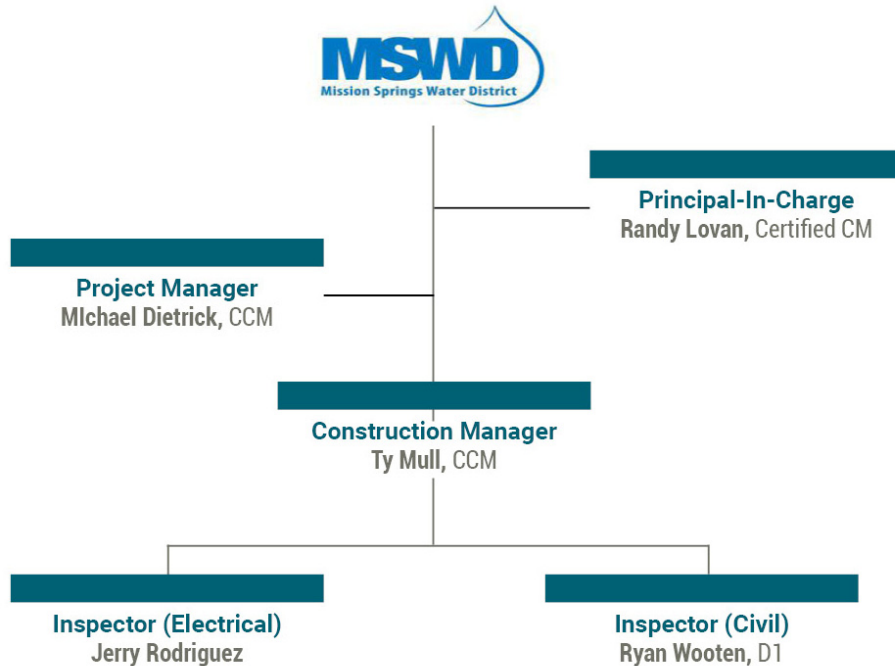 MSWD
Mission Springs Water District
Principal-In-Charge
Randy Lovan, Certified CM
Project Manager
MIchael Dietrick, CCM
Construction Manager
Ty Mull, CCM
Inspector (Electrical)
Jerry Rodriguez
Inspector (Civil)
Ryan Wooten, D1